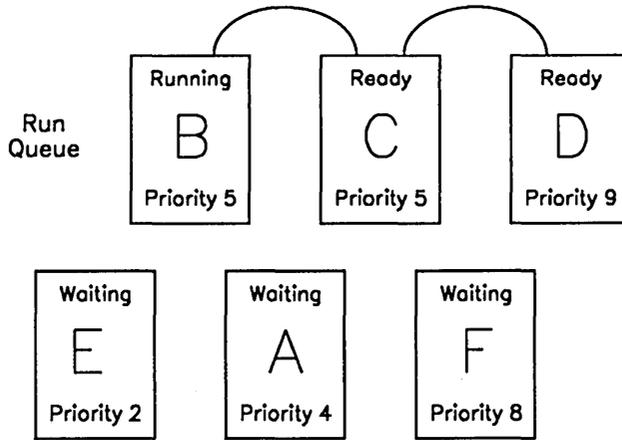 Running
Ready
Ready
Run
Queue
B
C
D
Priority 5
Priority 5
Priority 9
Waiting
Waiting
Waiting
E
A
F
Priority 2
Priority 4
Priority 8